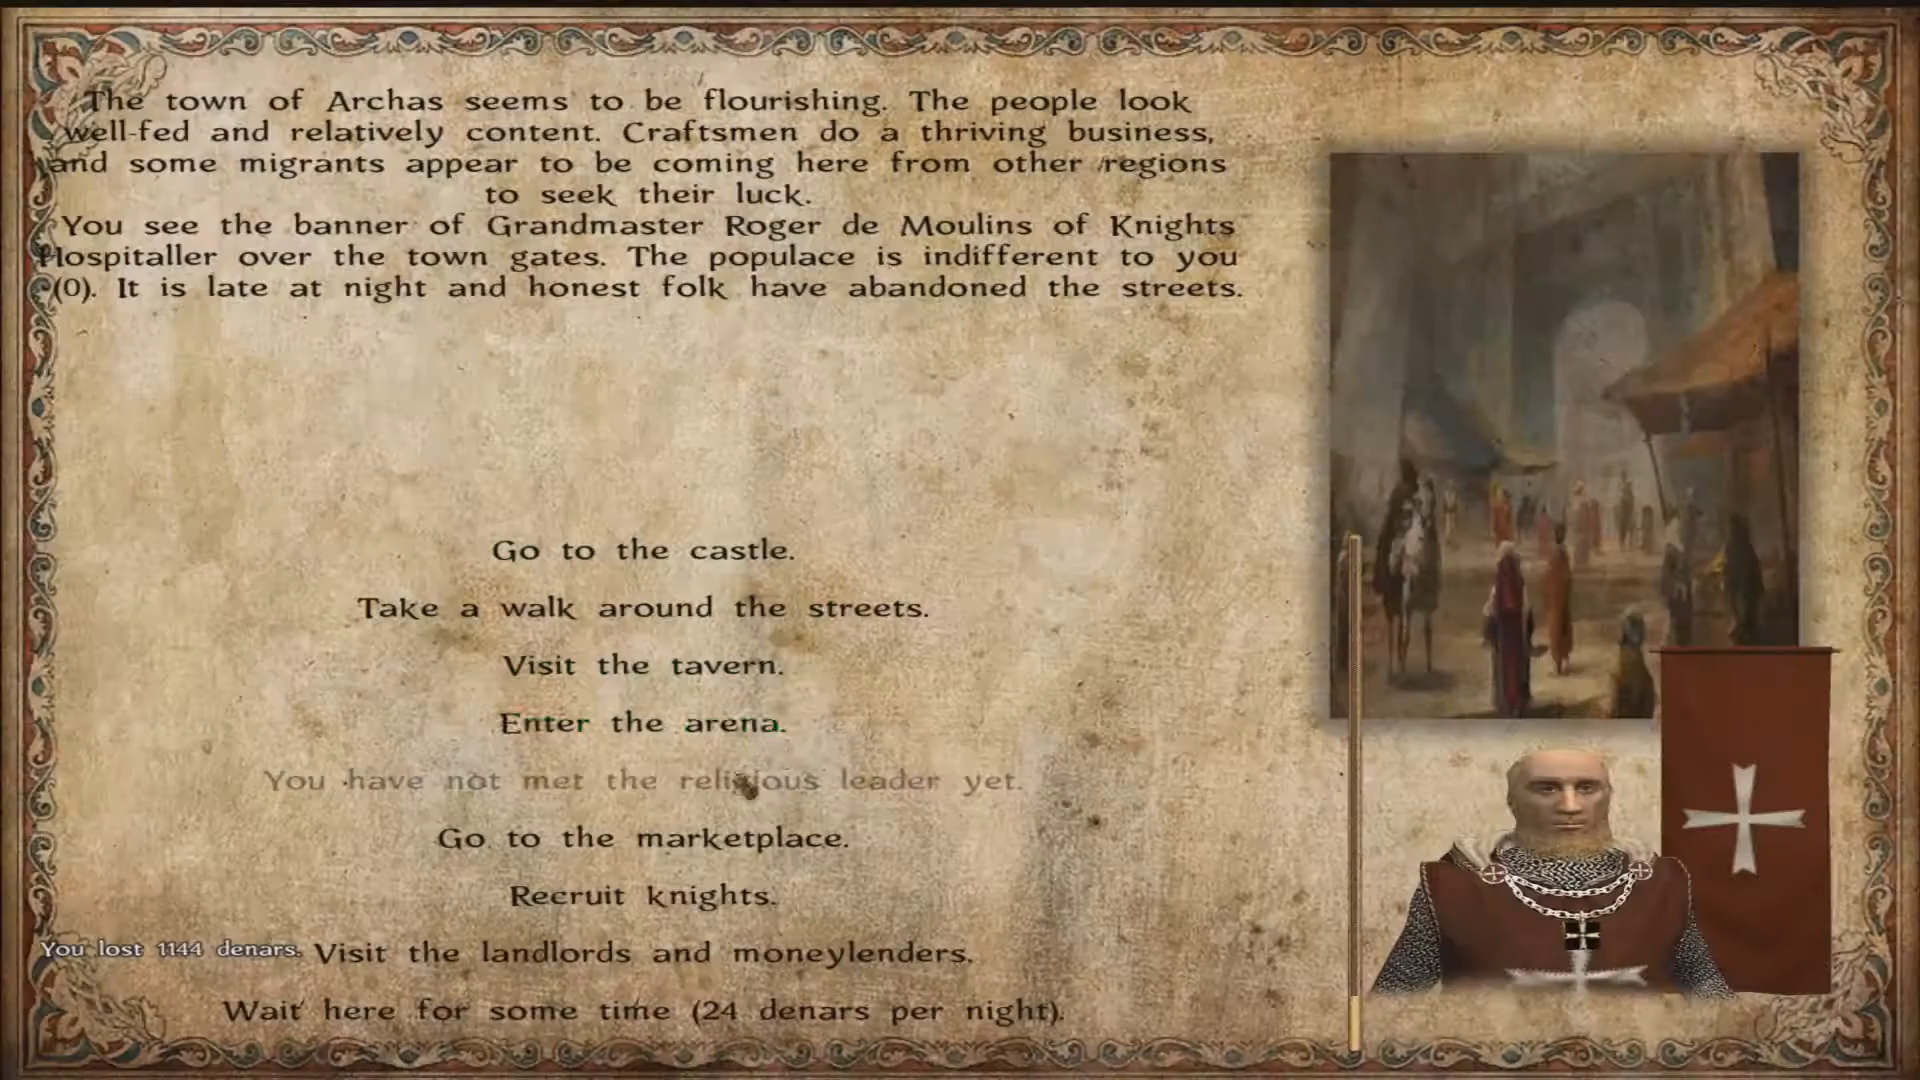 The town of Archas seems to be flourishing. The people look
well-fed and relatively content. Craftsmen do a thriving business,
and some migrants appear to be coming here from other regions
to seek their luck.
You see the banner of Grandmaster Roger de Moulins of Knights
Hospitaller over the town gates. The populace is indifferent to you
(0). It is late at night and honest folk have abandoned the streets.
Go to the castle.
Take a walk around the streets.
Visit the tavern.
Enter the arena.
You have not met the religious leader yet.
Go to the marketplace.
Recruit knights.
You lost 1144 denars.
Visit the landlords and moneylenders.
Wait here for some time (24 denars per night).